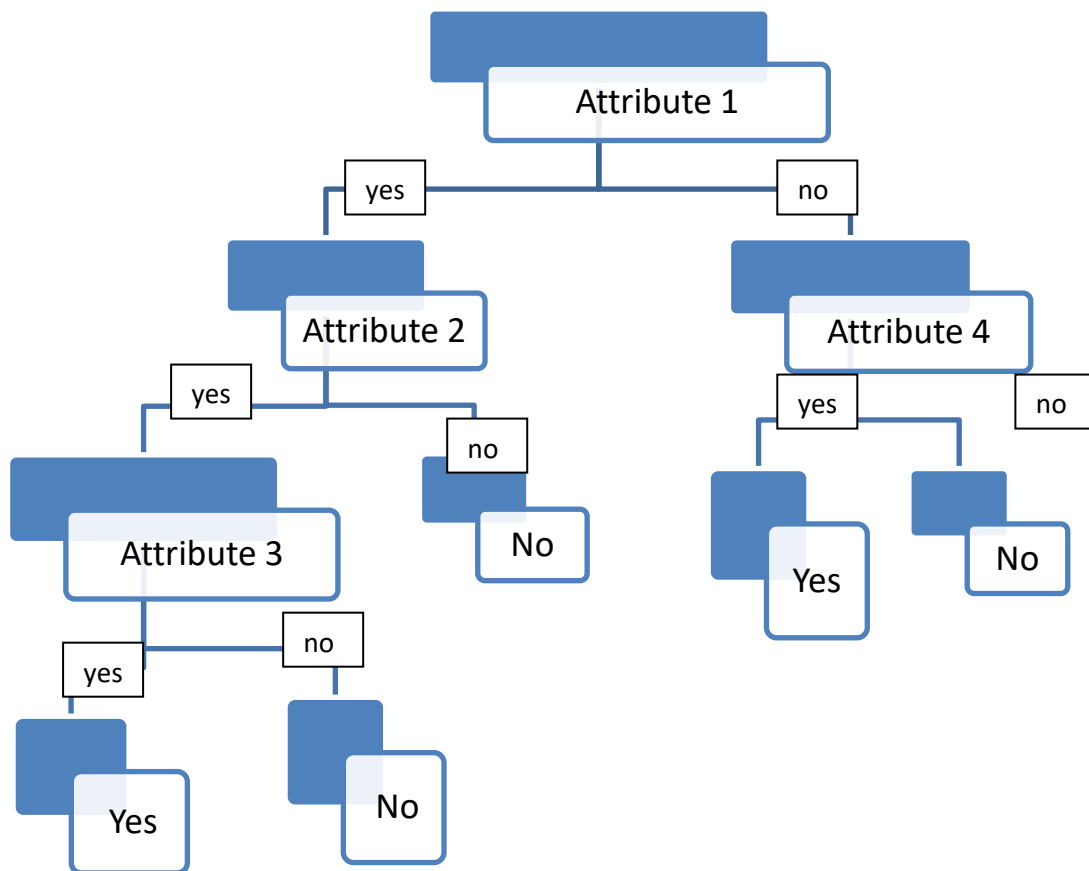 Attribute 1
yes
no
Attribute 2
Attribute 4
yes
no
yes
no
Attribute 3
No
Yes
No
yes
no
Yes
No